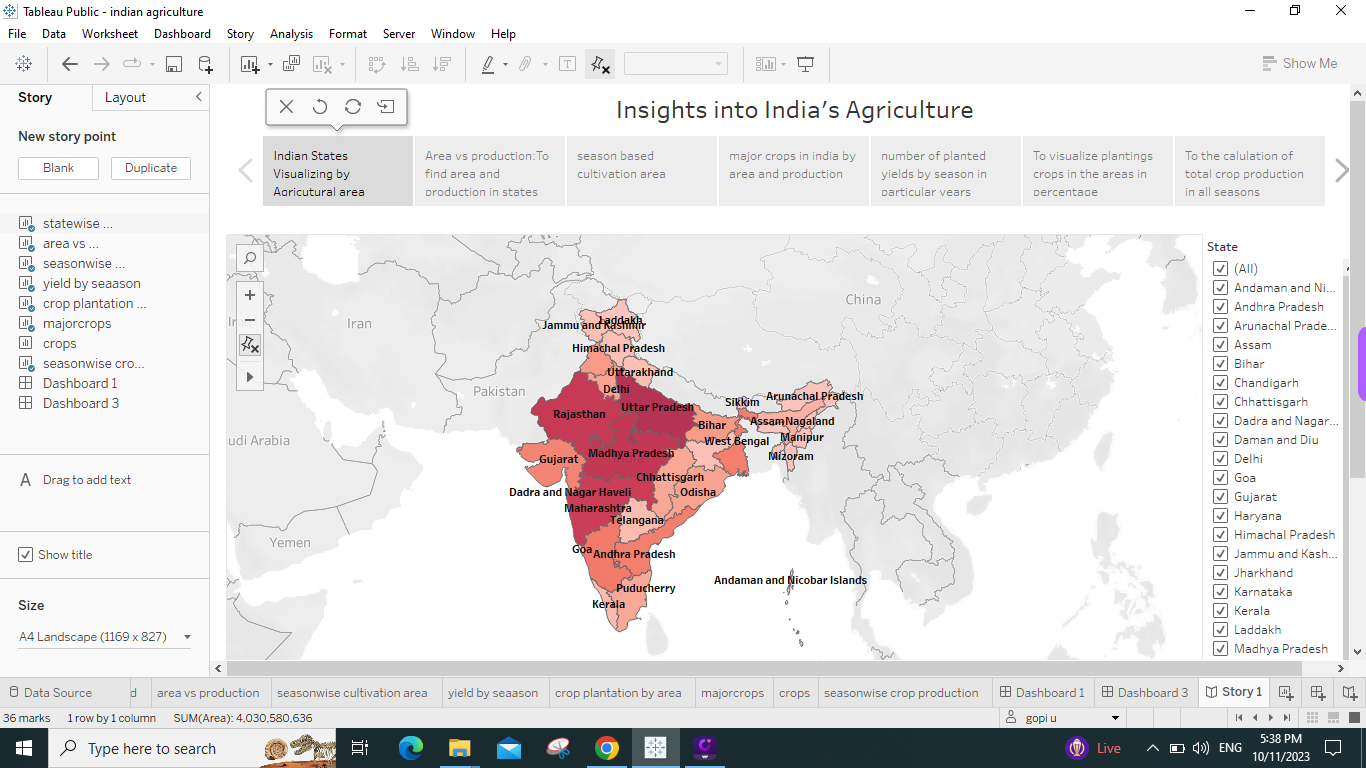 Tableau Public - indian agriculture
File Data Worksheet Dashboard Story Analysis Format Server Window Help
Show Me
Story Layout
New story point
Blank Duplicate
statewise ...
area vs ...
seasonwise ...
yield by seaason
crop plantation ...
majorcrops
crops
seasonwise cro...
Dashboard 1
Dashboard 3
A Drag to add text
Show title
Size
A4 Landscape (1169 x 827)
Insights into India's Agriculture
Indian States
Visualizing by
Agricutural area
Area vs production:To
find area and
production in states
season based
cultivation area
major crops in india by
area and production
number of planted
yields by season in
particular years
To visualize plantings
crops in the areas in
percentage
To the calulation of
total crop production
in all seasons
China
Iran
Pakistan
udi Arabia
Yemen
Laddakh
Jammu and Kashmir
Himachal Pradesh
Uttarakhand
Delhi
Uttar Pradesh
Rajasthan
Sikkim
Arunachal Pradesh
Bihar
Assam
Nagaland
Manipur
West Bengal
Mizoram
Gujarat
Madhya Pradesh
Chhattisgarh
Dadra and Nagar Haveli
Odisha
Maharashtra
Telangana
Goa
Andhra Pradesh
Andaman and Nicobar Islands
Puducherry
Kerala
State
(All)
Andaman and Ni...
Andhra Pradesh
Arunachal Prade...
Assam
Bihar
Chandigarh
Chhattisgarh
Dadra and Nagar...
Daman and Diu
Delhi
Goa
Gujarat
Haryana
Himachal Pradesh
Jammu and Kash...
Jharkhand
Karnataka
Kerala
Laddakh
Madhya Pradesh
Data Source d area vs production seasonwise cultivation area yield by seaason crop plantation by area majorcrops crops seasonwise crop production Dashboard 1 Dashboard 3 Story 1
36 marks 1 row by 1 column SUM(Area): 4,030,580,636 gopi u
Type here to search Live ENG 5:38 PM
10/11/2023